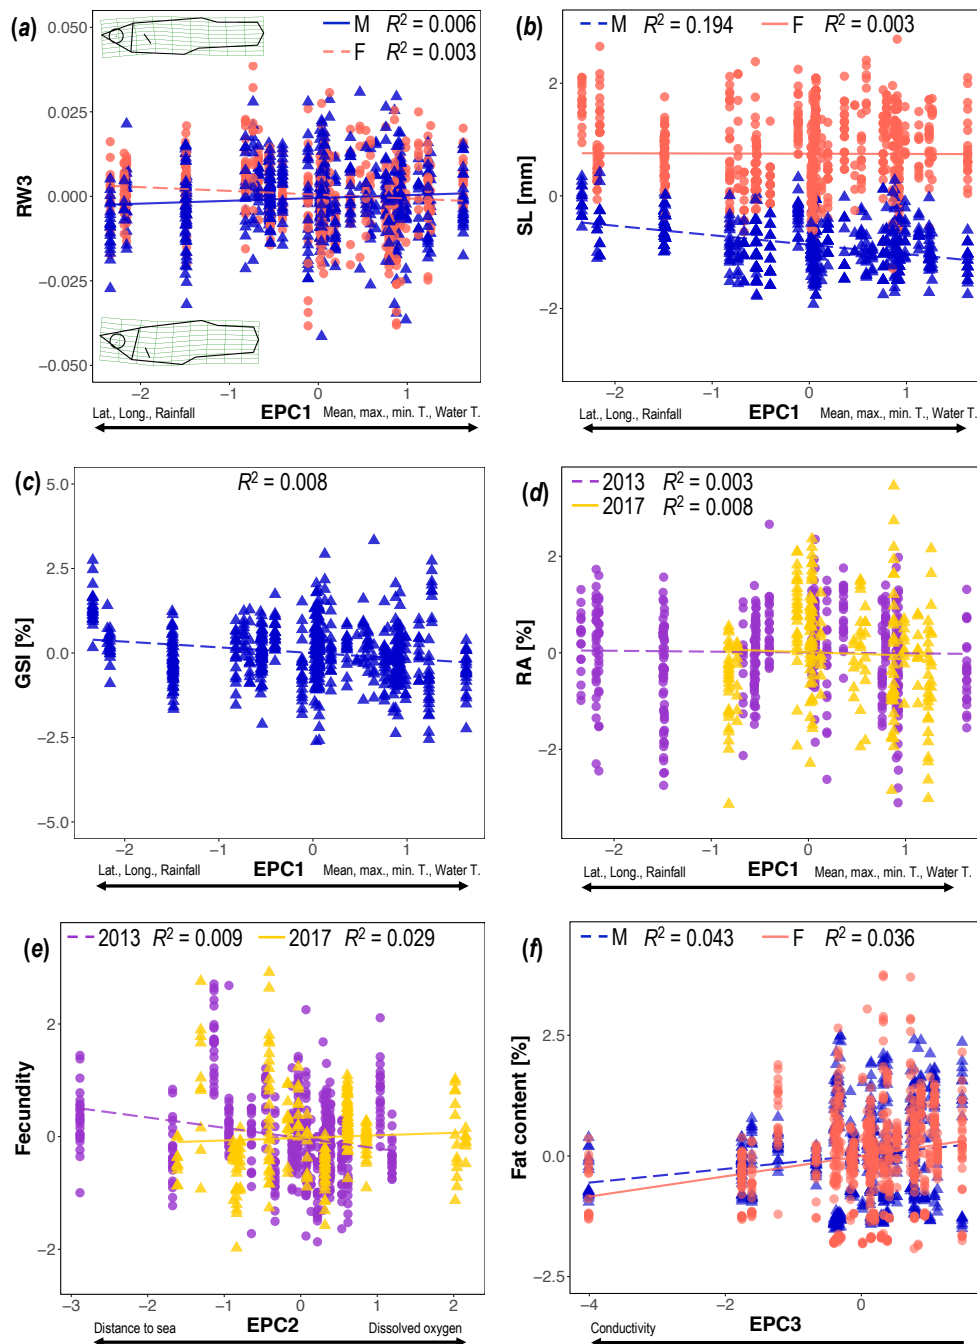 (a)
M R² = 0.006
F R² = 0.003
RW3
0.050
0.025
0.000
−0.025
−0.050
−2 −1 0 1
Lat., Long., Rainfall EPC1 Mean, max., min. T., Water T.
(b)
M R² = 0.194 F R² = 0.003
SL [mm]
2
0
−2
−2 −1 0 1
Lat., Long., Rainfall EPC1 Mean, max., min. T., Water T.
(c)
R² = 0.008
GSI [%]
5.0
2.5
0.0
−2.5
−5.0
−2 −1 0 1
Lat., Long., Rainfall EPC1 Mean, max., min. T., Water T.
(d)
2013 R² = 0.003
2017 R² = 0.008
RA [%]
2
0
−2
−2 −1 0 1
Lat., Long., Rainfall EPC1 Mean, max., min. T., Water T.
(e)
2013 R² = 0.009 2017 R² = 0.029
Fecundity
2
0
−2
−3 −2 −1 0 1 2
Distance to sea EPC2 Dissolved oxygen
(f)
M R² = 0.043 F R² = 0.036
Fat content [%]
2.5
0.0
−2.5
−4 −2 0
Conductivity EPC3